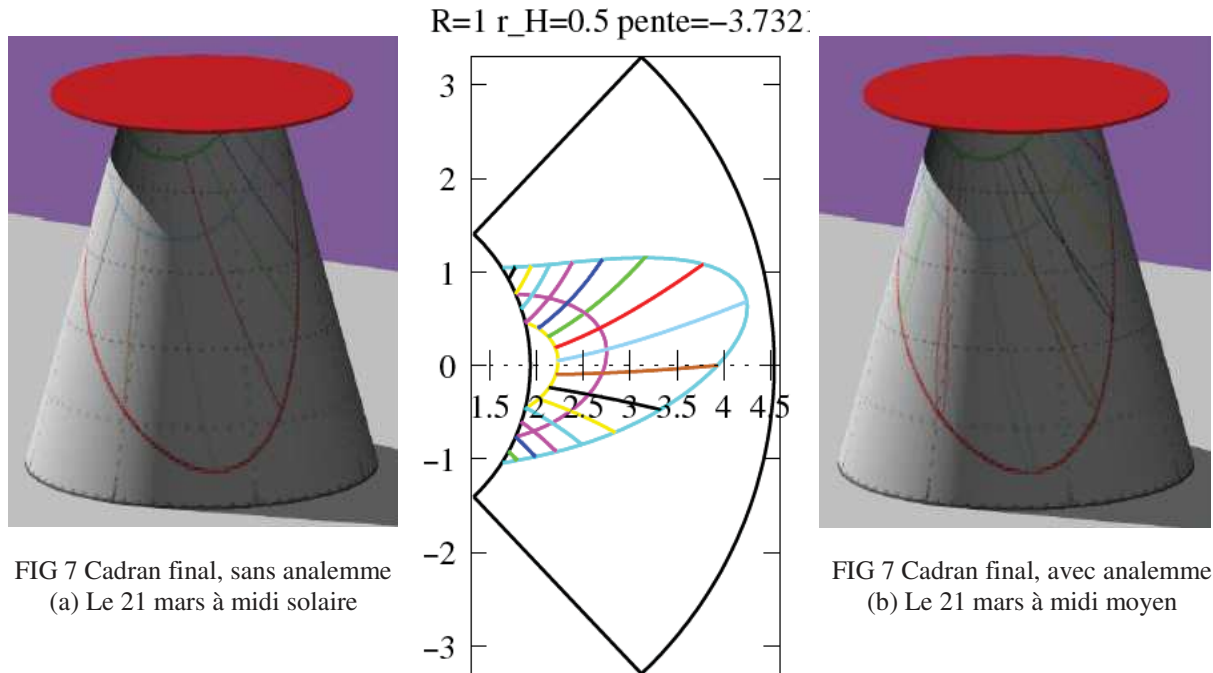 R=1 r_H=0.5 pente=−3.7321
3
2
1
0
−1
−2
−3
1.5 2 2.5 3 3.5 4 4.5
FIG 7 Cadran final, sans analemme
(a) Le 21 mars à midi solaire
FIG 7 Cadran final, avec analemme
(b) Le 21 mars à midi moyen